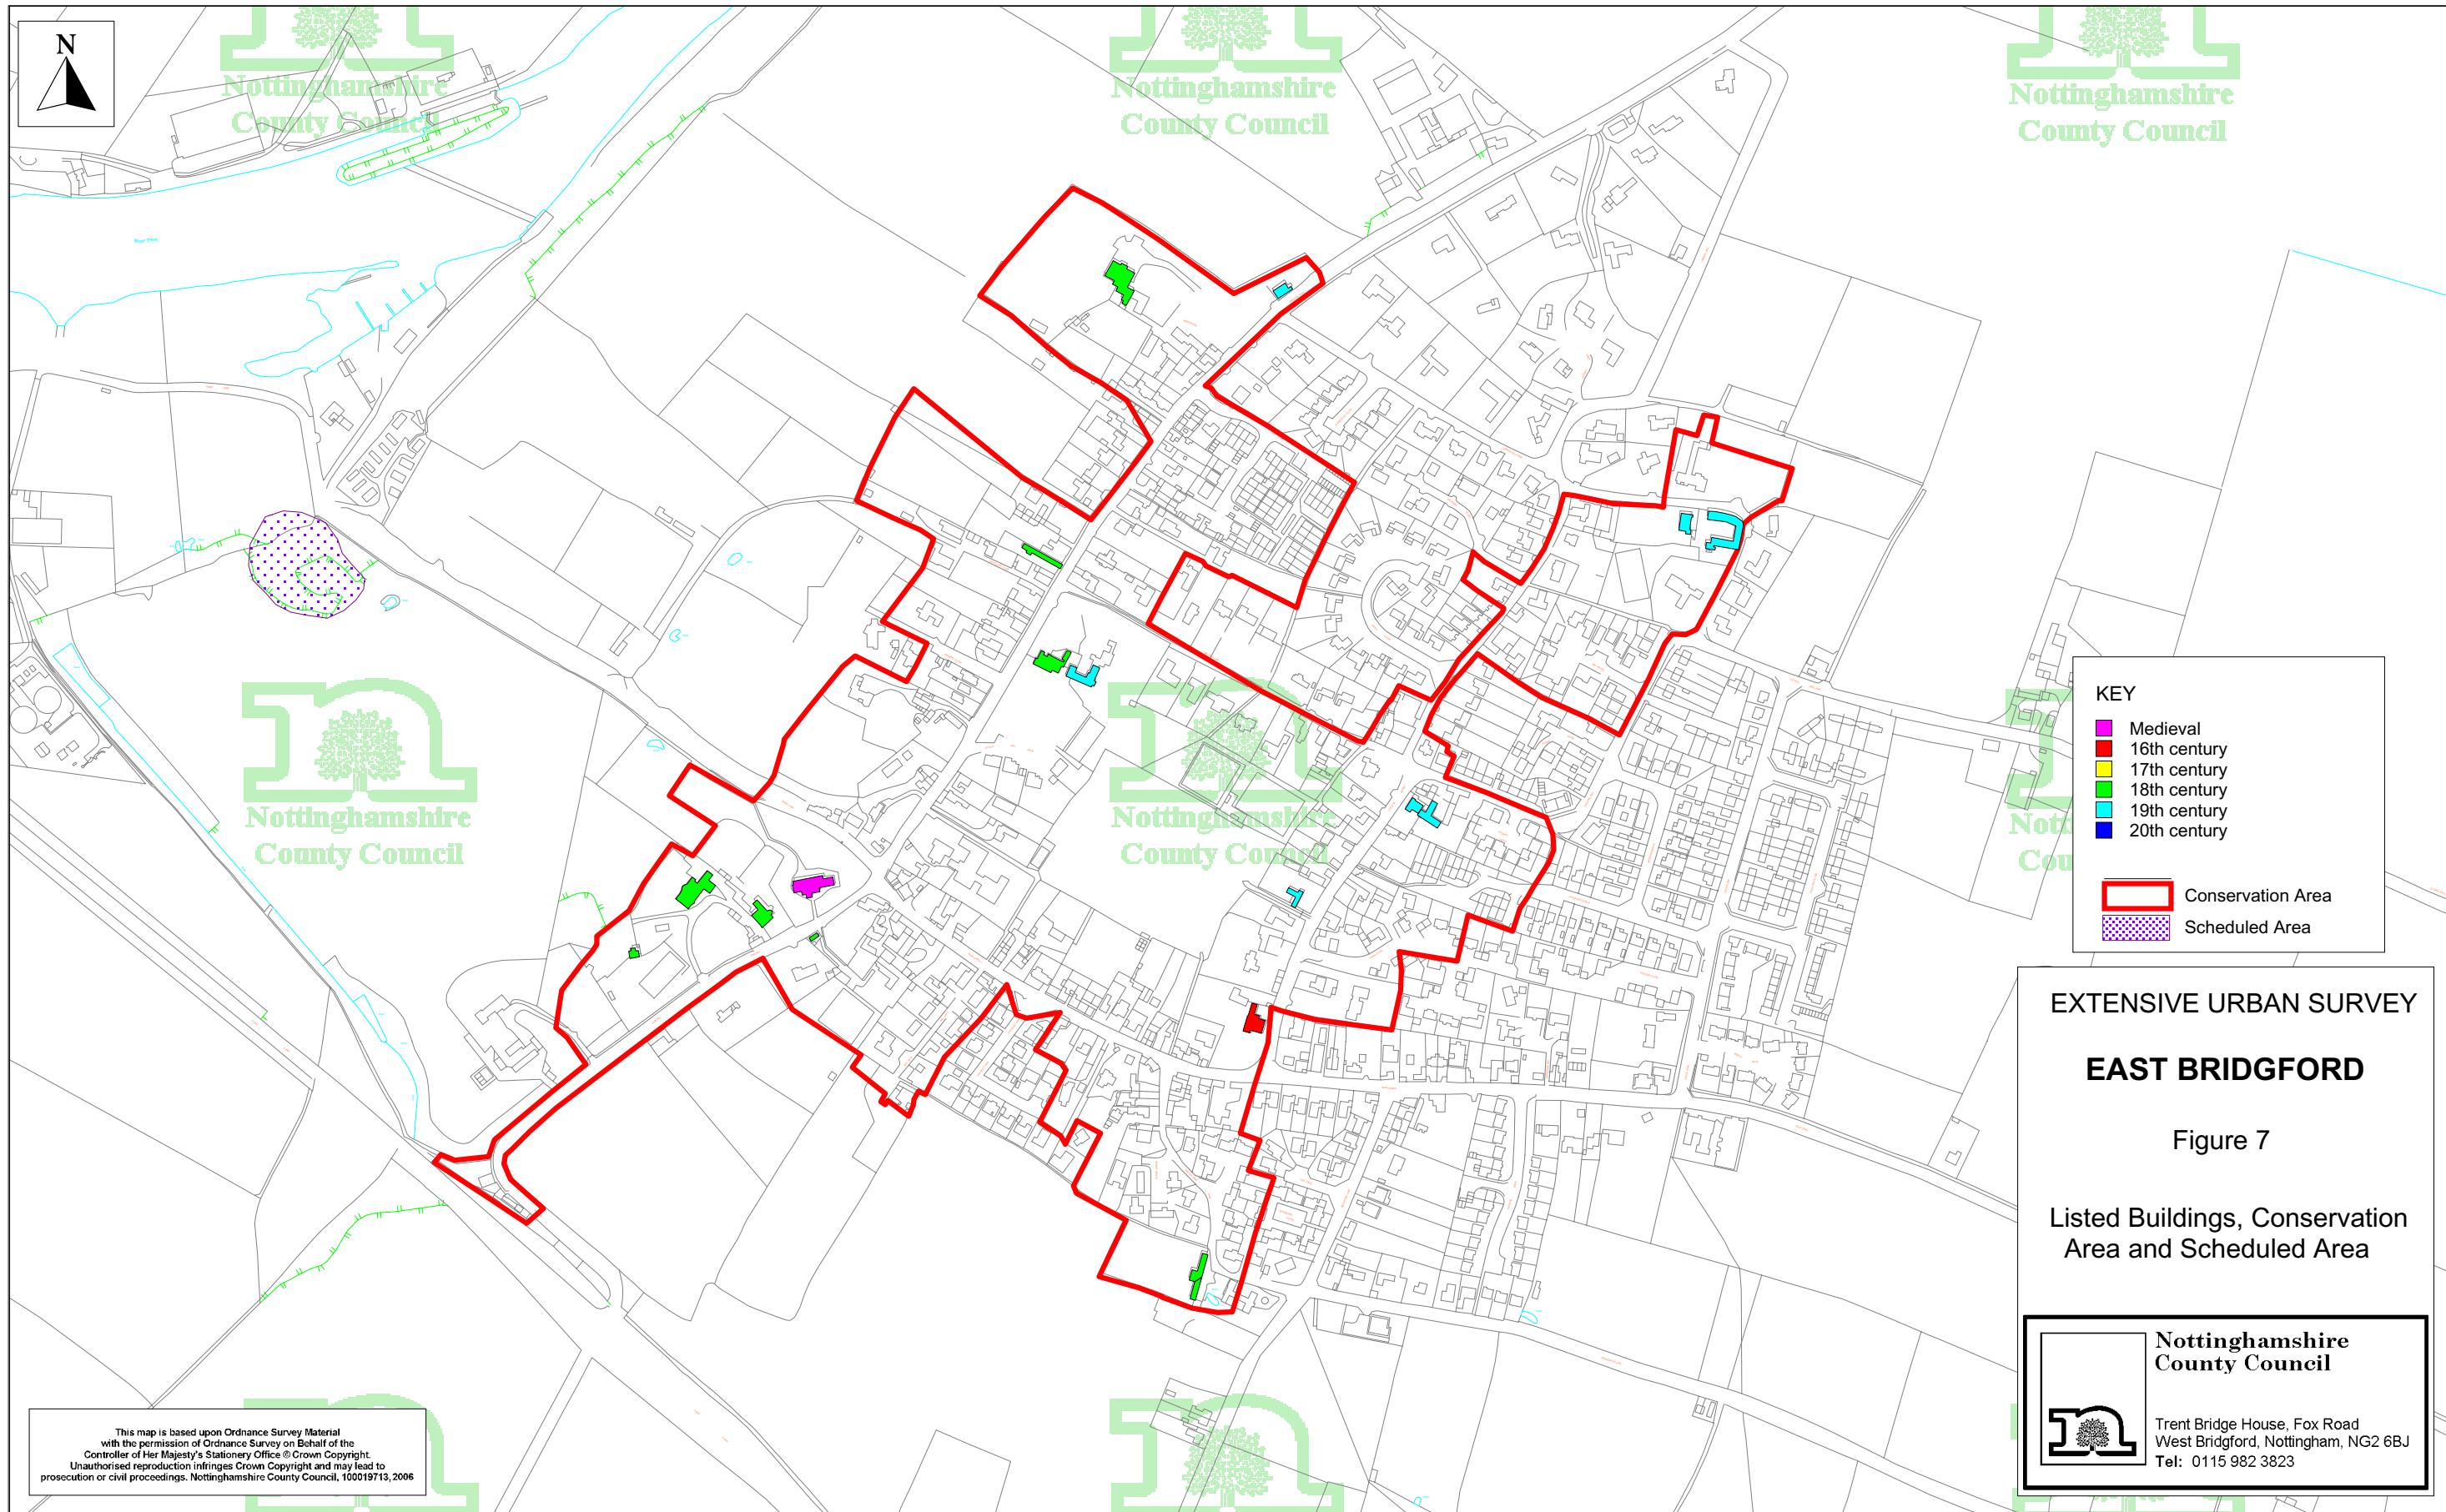 N
Nottinghamshire
County Council
Nottinghamshire
County Council
Nottinghamshire
County Council
Nottinghamshire
County Council
Nottinghamshire
County Council
Nott
Cou
KEY
Medieval
16th century
17th century
18th century
19th century
20th century
Conservation Area
Scheduled Area
EXTENSIVE URBAN SURVEY
EAST BRIDGFORD
Figure 7
Listed Buildings, Conservation
Area and Scheduled Area
Nottinghamshire
County Council
Trent Bridge House, Fox Road
West Bridgford, Nottingham, NG2 6BJ
Tel: 0115 982 3823
This map is based upon Ordnance Survey Material
with the permission of Ordnance Survey on Behalf of the
Controller of Her Majesty's Stationery Office © Crown Copyright.
Unauthorised reproduction infringes Crown Copyright and may lead to
prosecution or civil proceedings. Nottinghamshire County Council, 100019713, 2006